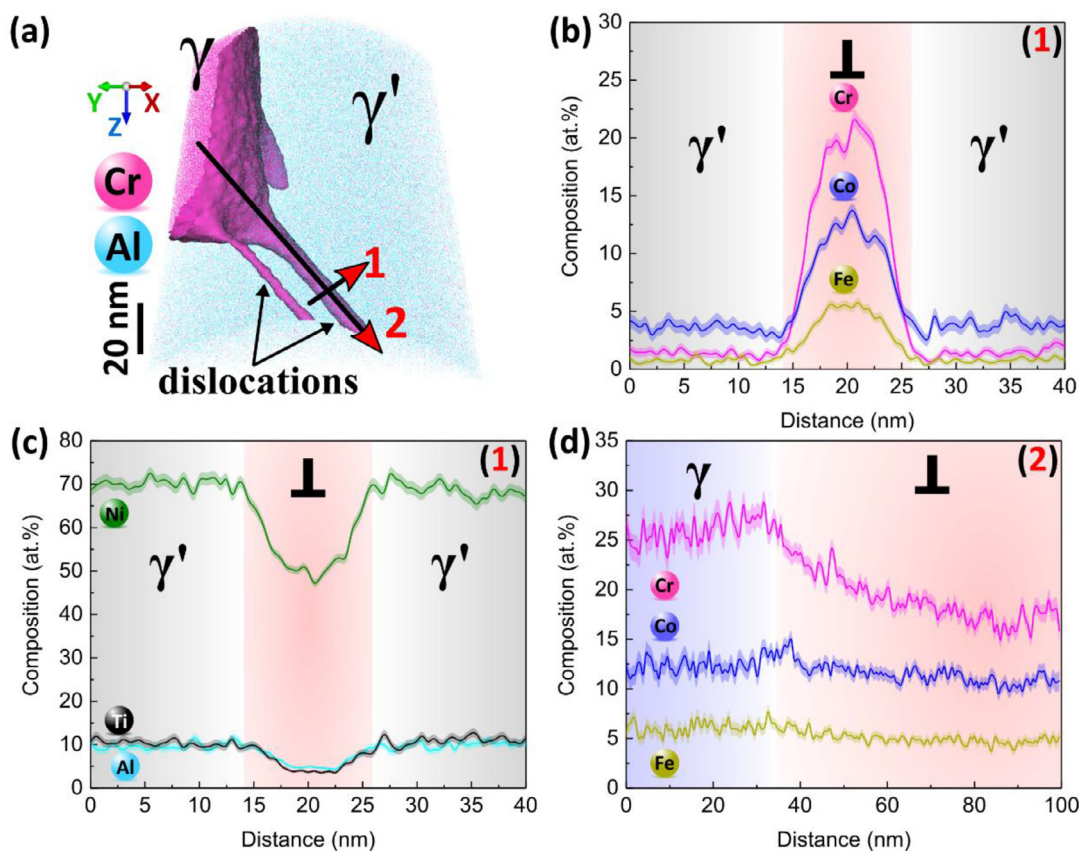 (a)
γ
γ'
Y X
Z
Cr
Al
20 nm
1
2
dislocations
(b)
(1)
30
25
20
15
10
5
0
Composition (at.%)
γ'
⊥
γ'
Cr
Co
Fe
0 5 10 15 20 25 30 35 40
Distance (nm)
(c)
(1)
80
70
60
50
40
30
20
10
0
Composition (at.%)
⊥
Ni
γ'
γ'
Ti
Al
0 5 10 15 20 25 30 35 40
Distance (nm)
(d)
(2)
35
30
25
20
15
10
5
0
Composition (at.%)
γ
⊥
Cr
Co
Fe
0 20 40 60 80 100
Distance (nm)